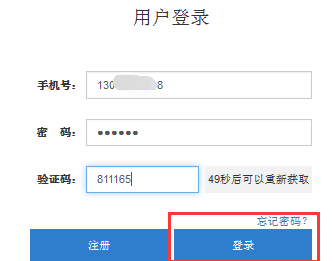 用户登录
手机号： 130 8
密 码： ●●●●●●
验证码： 811165 49秒后可以重新获取
忘记密码？
注册 登录